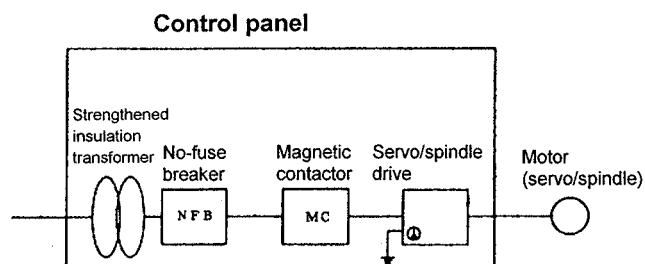 Control panel
Strengthened
insulation
transformer
No-fuse
breaker
Magnetic
contactor
Servo/spindle
drive
Motor
(servo/spindle)
NFB
MC